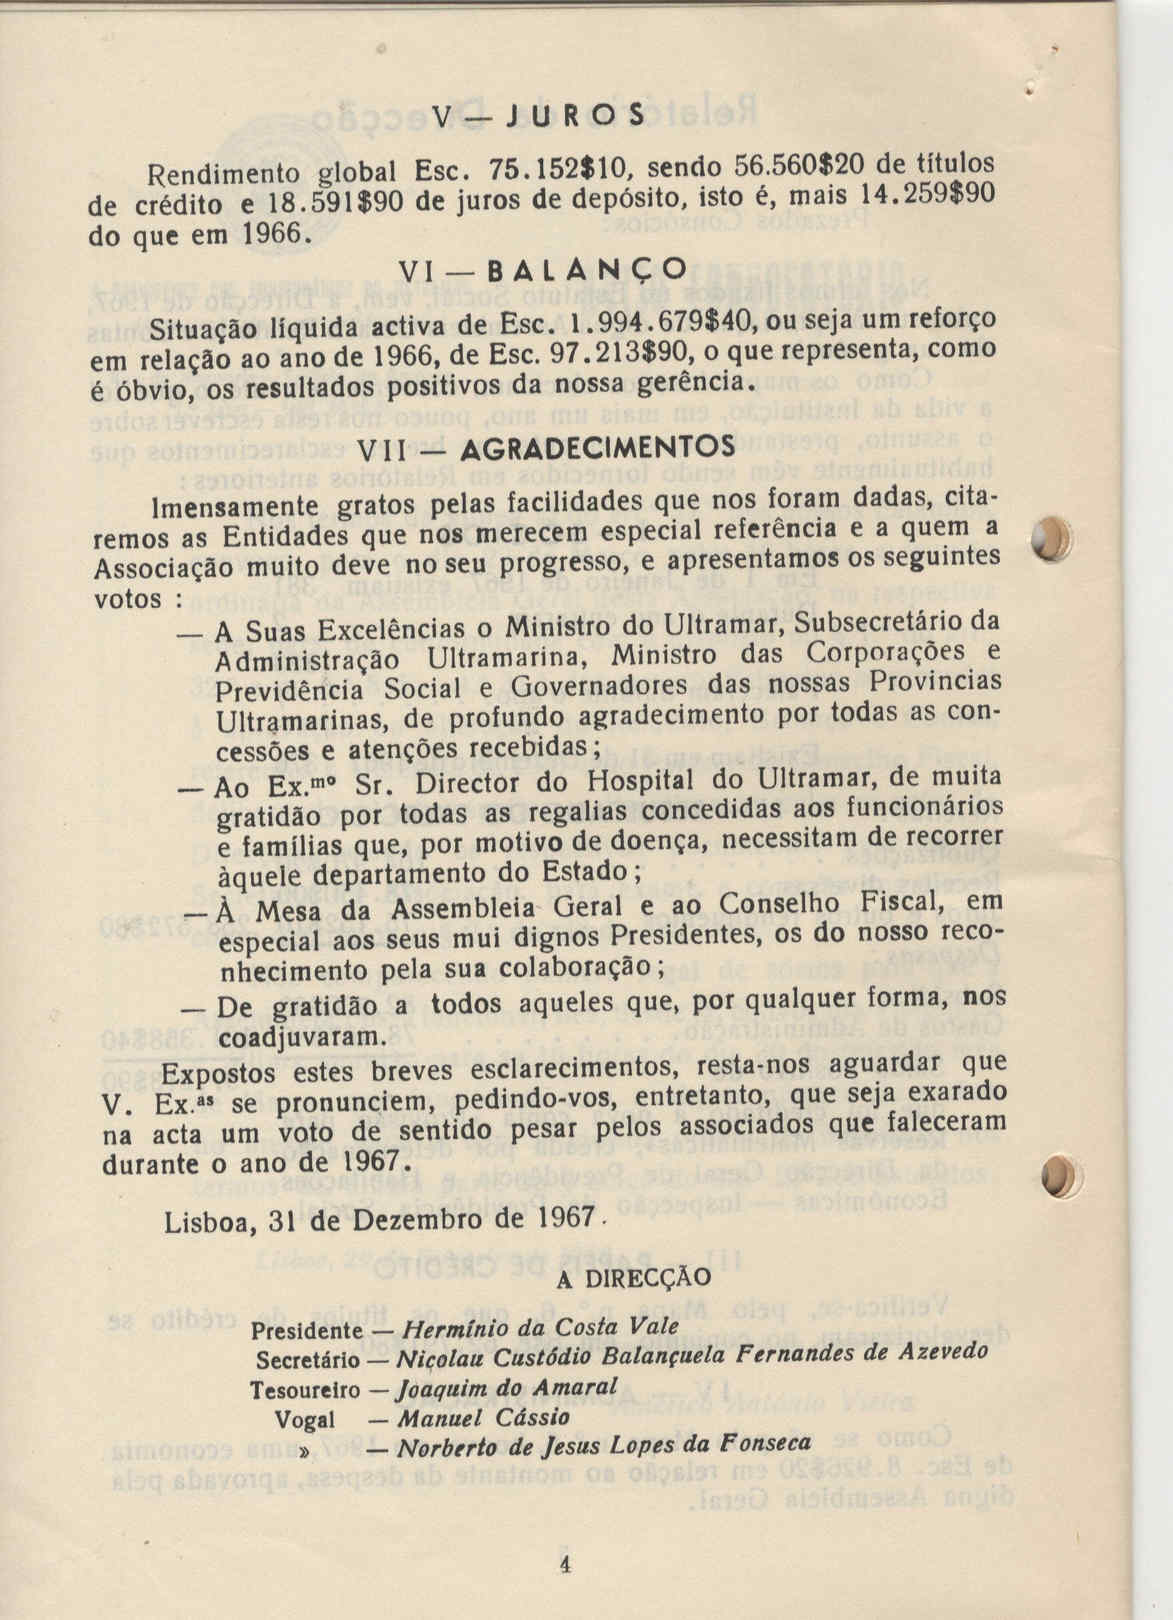 V — JUROS
Rendimento global Esc. 75.152$10, sendo 56.560$20 de títulos
de crédito e 18.591$90 de juros de depósito, isto é, mais 14.259$90
do que em 1966.
VI — BALANÇO
Situação líquida activa de Esc. 1.994.679$40, ou seja um reforço
em relação ao ano de 1966, de Esc. 97.213$90, o que representa, como
é óbvio, os resultados positivos da nossa gerência.
VII — AGRADECIMENTOS
Imensamente gratos pelas facilidades que nos foram dadas, cita-
remos as Entidades que nos merecem especial referência e a quem a
Associação muito deve no seu progresso, e apresentamos os seguintes
votos :
— A Suas Excelências o Ministro do Ultramar, Subsecretário da
Administração Ultramarina, Ministro das Corporações e
Previdência Social e Governadores das nossas Provincias
Ultramarinas, de profundo agradecimento por todas as con-
cessões e atenções recebidas ;
— Ao Ex.mo Sr. Director do Hospital do Ultramar, de muita
gratidão por todas as regalias concedidas aos funcionários
e famílias que, por motivo de doença, necessitam de recorrer
àquele departamento do Estado ;
— À Mesa da Assembleia Geral e ao Conselho Fiscal, em
especial aos seus mui dignos Presidentes, os do nosso reco-
nhecimento pela sua colaboração ;
— De gratidão a todos aqueles que, por qualquer forma, nos
coadjuvaram.
Expostos estes breves esclarecimentos, resta-nos aguardar que
V. Ex.as se pronunciem, pedindo-vos, entretanto, que seja exarado
na acta um voto de sentido pesar pelos associados que faleceram
durante o ano de 1967.
Lisboa, 31 de Dezembro de 1967.
A DIRECÇÃO
Presidente — Hermínio da Costa Vale
Secretário — Niçolau Custódio Balançuela Fernandes de Azevedo
Tesoureiro — Joaquim do Amaral
Vogal — Manuel Cássio
» — Norberto de Jesus Lopes da Fonseca
4